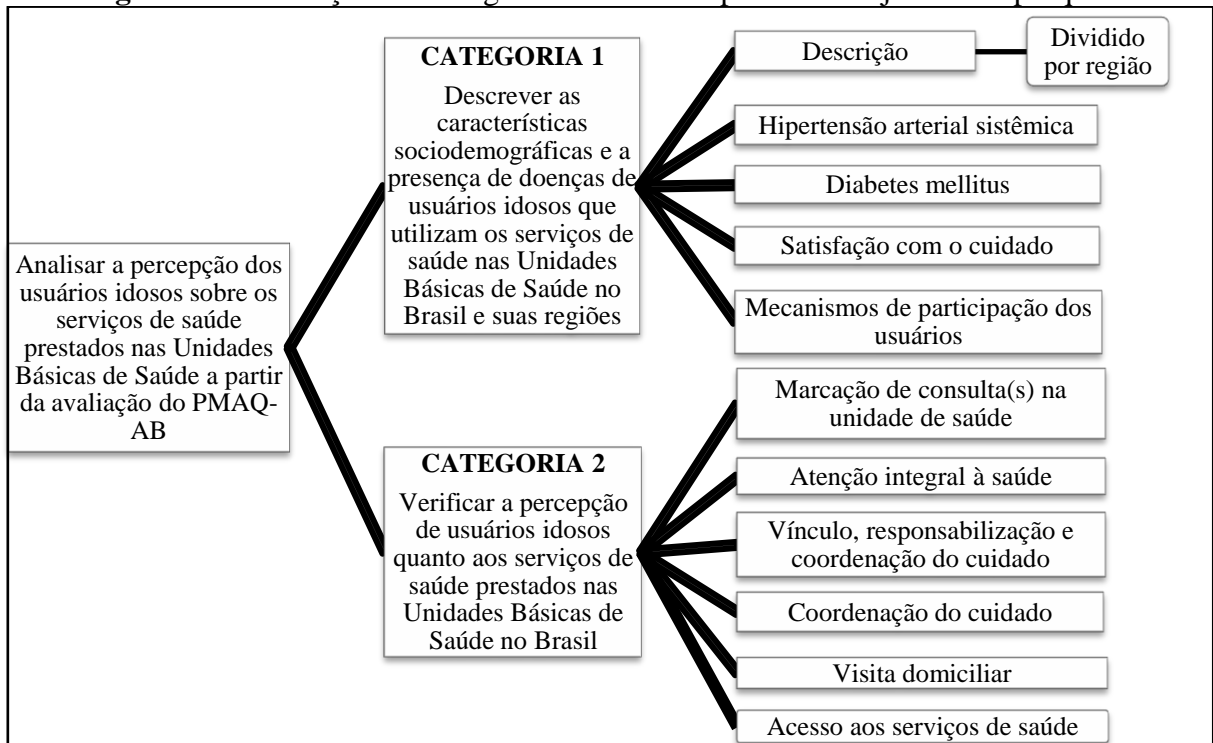 CATEGORIA 1
Descrever as
características
sociodemográficas e a
presença de doenças de
usuários idosos que
utilizam os serviços de
saúde nas Unidades
Básicas de Saúde no
Brasil e suas regiões
Descrição
Dividido
por região
Hipertensão arterial sistêmica
Diabetes mellitus
Satisfação com o cuidado
Mecanismos de participação dos
usuários
Analisar a percepção dos
usuários idosos sobre os
serviços de saúde
prestados nas Unidades
Básicas de Saúde a partir
da avaliação do PMAQ-
AB
CATEGORIA 2
Verificar a percepção
de usuários idosos
quanto aos serviços de
saúde prestados nas
Unidades Básicas de
Saúde no Brasil
Marcação de consulta(s) na
unidade de saúde
Atenção integral à saúde
Vínculo, responsabilização e
coordenação do cuidado
Coordenação do cuidado
Visita domiciliar
Acesso aos serviços de saúde